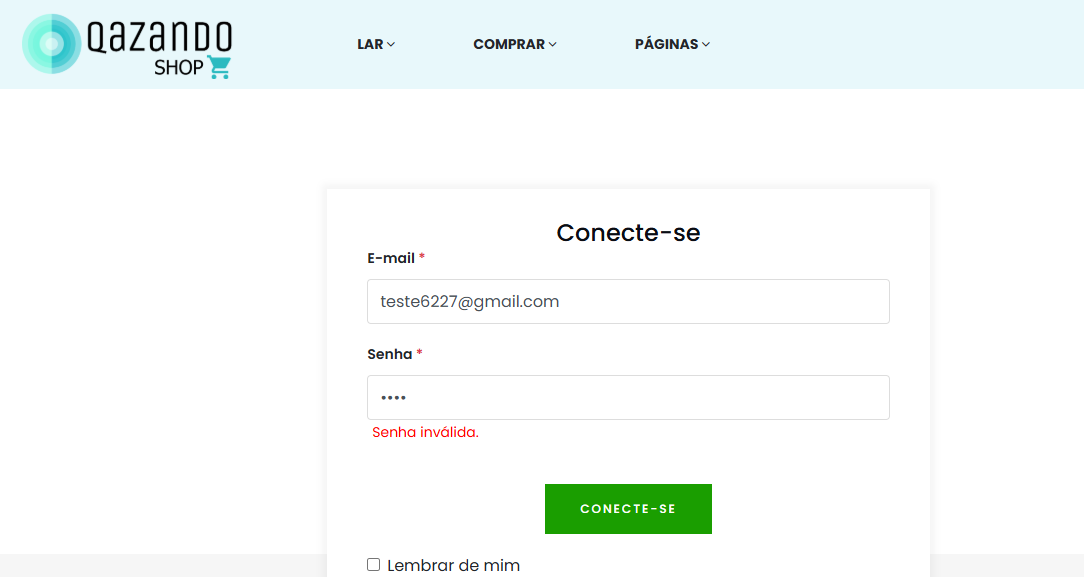 Qazando
SHOP
LAR
COMPRAR
PÁGINAS
Conecte-se
E-mail *
teste6227@gmail.com
Senha *
••••
Senha inválida.
CONECTE-SE
Lembrar de mim